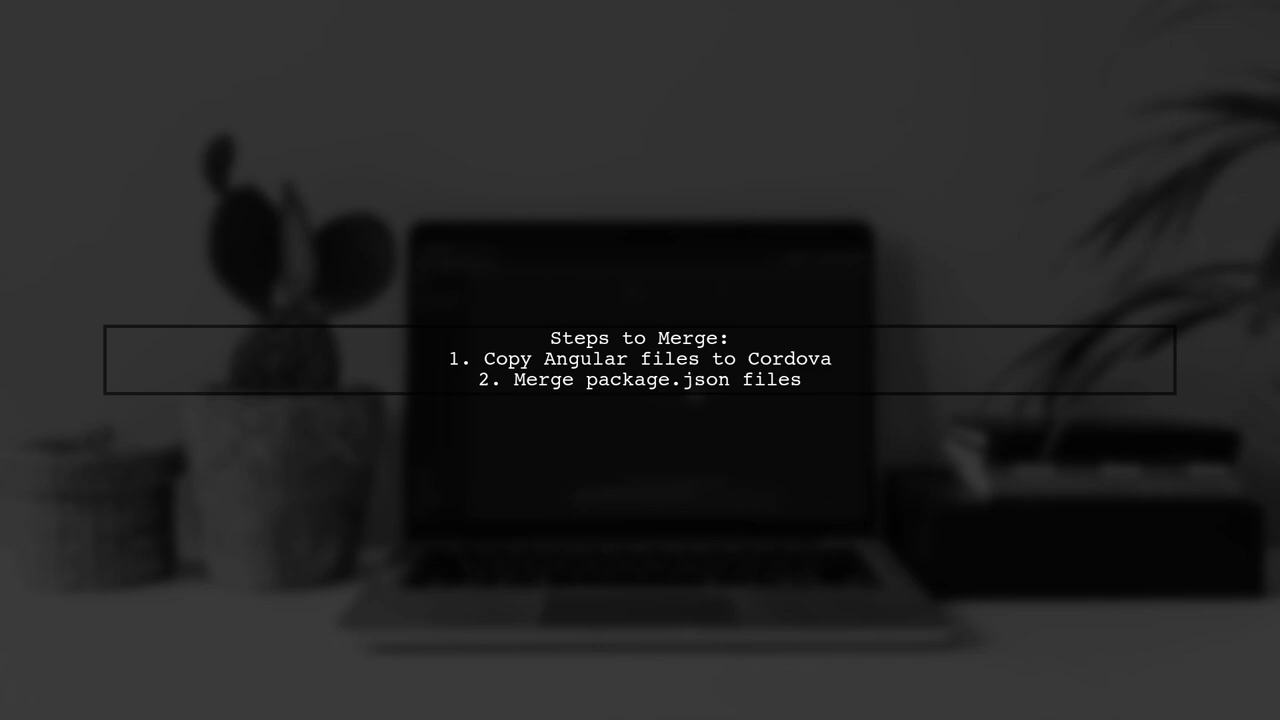 Steps to Merge:
1. Copy Angular files to Cordova
2. Merge package.json files